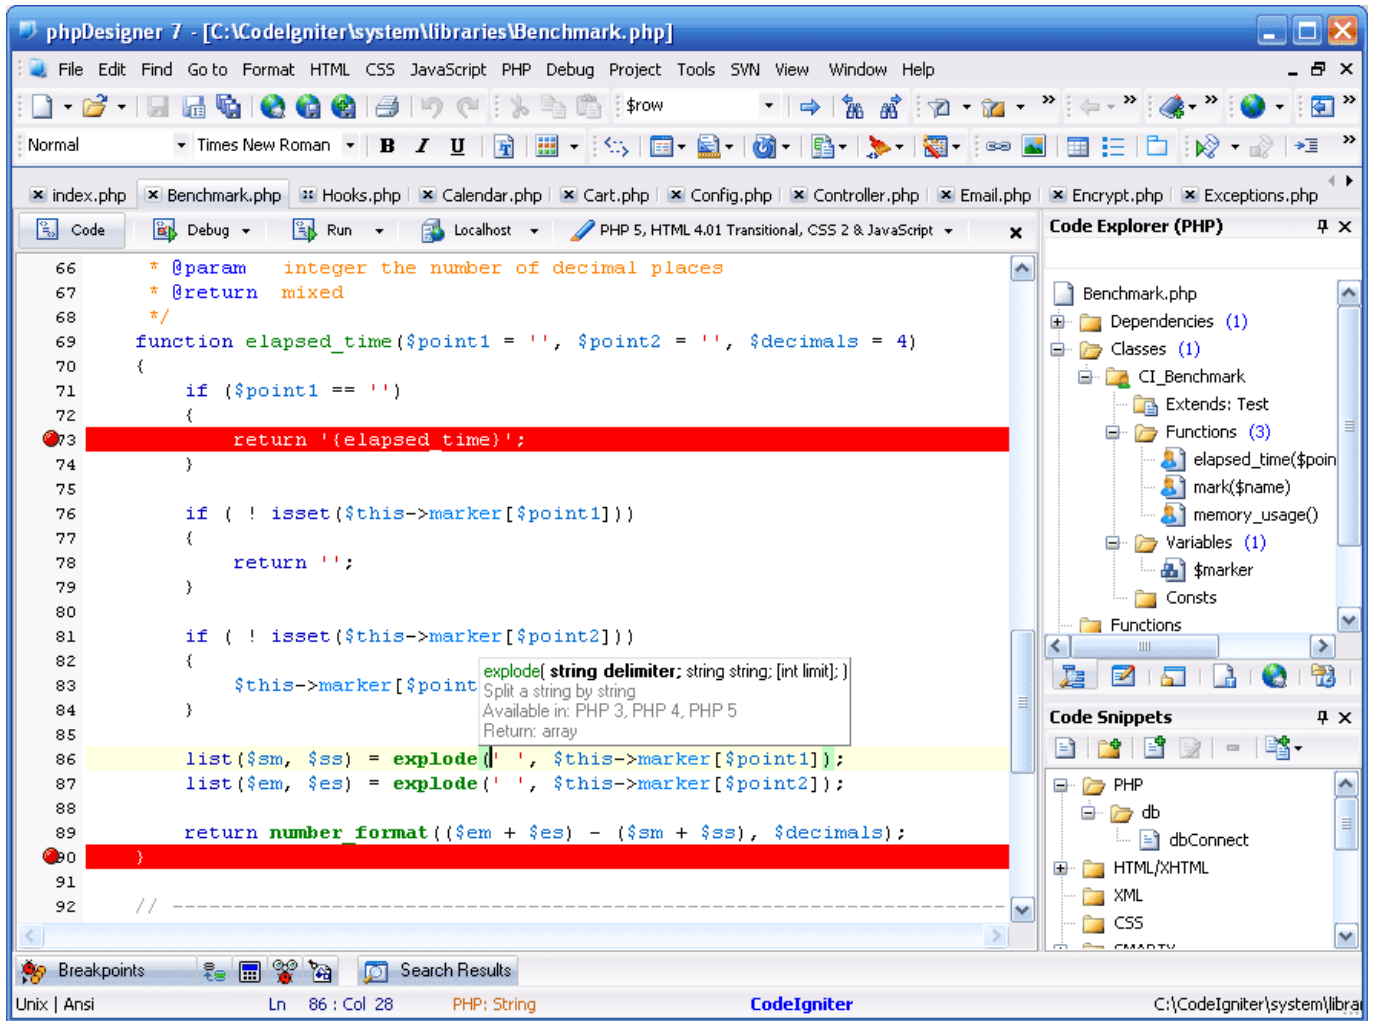 phpDesigner 7 - [C:\CodeIgniter\system\libraries\Benchmark.php]
File Edit Find Go to Format HTML CSS JavaScript PHP Debug Project Tools SVN View Window Help
$row
Normal Times New Roman B I U
index.php Benchmark.php Hooks.php Calendar.php Cart.php Config.php Controller.php Email.php Encrypt.php Exceptions.php
Code Debug Run Localhost PHP 5, HTML 4.01 Transitional, CSS 2 & JavaScript
66 * @param integer the number of decimal places
67 * @return mixed
68 */
69 function elapsed_time($point1 = '', $point2 = '', $decimals = 4)
70 {
71 if ($point1 == '')
72 {
73 return '{elapsed_time}';
74 }
75
76 if ( ! isset($this->marker[$point1]))
77 {
78 return '';
79 }
80
81 if ( ! isset($this->marker[$point2]))
82 {
83 $this->marker[$point
84 }
85
86 list($sm, $ss) = explode(' ', $this->marker[$point1]);
87 list($em, $es) = explode(' ', $this->marker[$point2]);
88
89 return number_format(($em + $es) - ($sm + $ss), $decimals);
90 }
91
92 // --------------------------------------------------------------------
explode( string delimiter; string string; [int limit]; )
Split a string by string
Available in: PHP 3, PHP 4, PHP 5
Return: array
Code Explorer (PHP)
Benchmark.php
Dependencies (1)
Classes (1)
CI_Benchmark
Extends: Test
Functions (3)
elapsed_time($poin
mark($name)
memory_usage()
Variables (1)
$marker
Consts
Functions
Code Snippets
PHP
db
dbConnect
HTML/XHTML
XML
CSS
Breakpoints Search Results
Unix | Ansi Ln 86 : Col 28 PHP: String CodeIgniter C:\CodeIgniter\system\librar